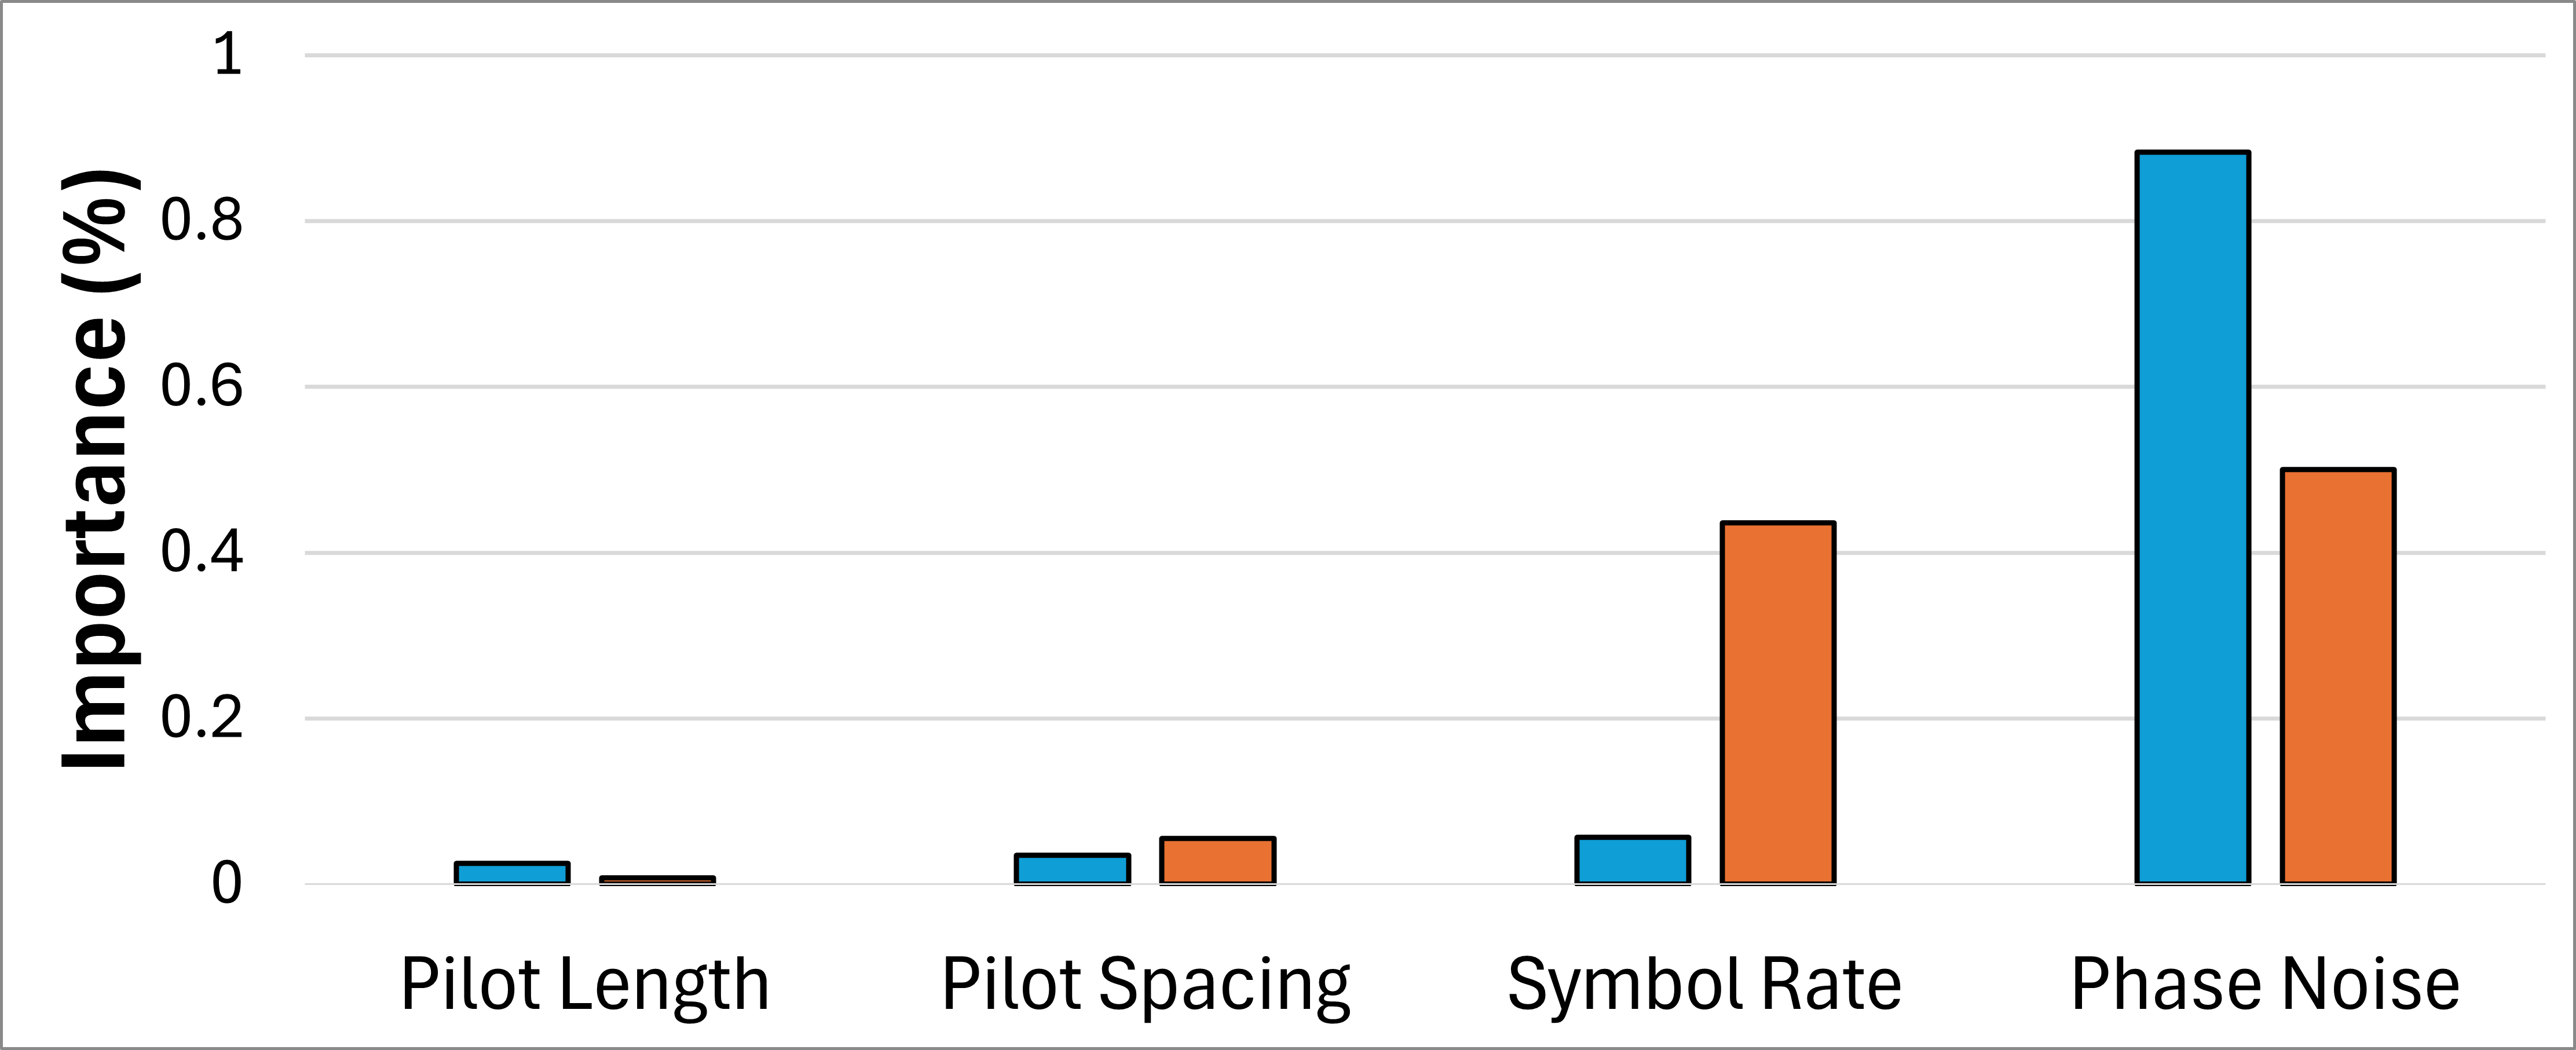 Importance (%)
1
0.8
0.6
0.4
0.2
0
Pilot Length
Pilot Spacing
Symbol Rate
Phase Noise